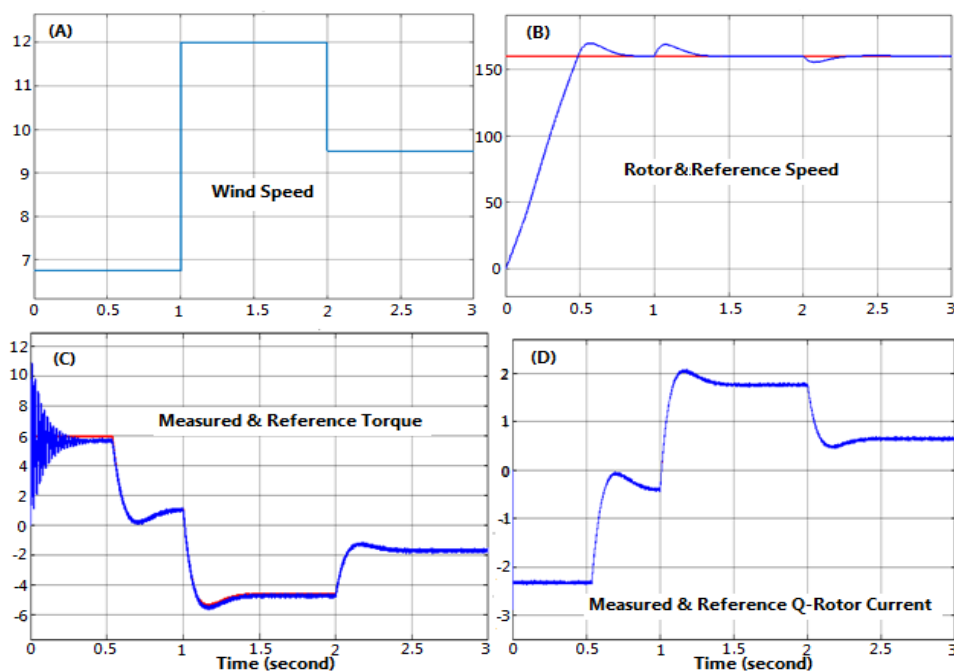 (A)
12
11
10
9
8
7
Wind Speed
0 0.5 1 1.5 2 2.5 3
(B)
150
100
50
0
Rotor&Reference Speed
0 0.5 1 1.5 2 2.5 3
(C)
12
10
8
6
4
2
0
-2
-4
-6
Measured & Reference Torque
0 0.5 1 1.5 2 2.5 3
Time (second)
(D)
2
1
0
-1
-2
-3
Measured & Reference Q-Rotor Current
0 0.5 1 1.5 2 2.5 3
Time (second)